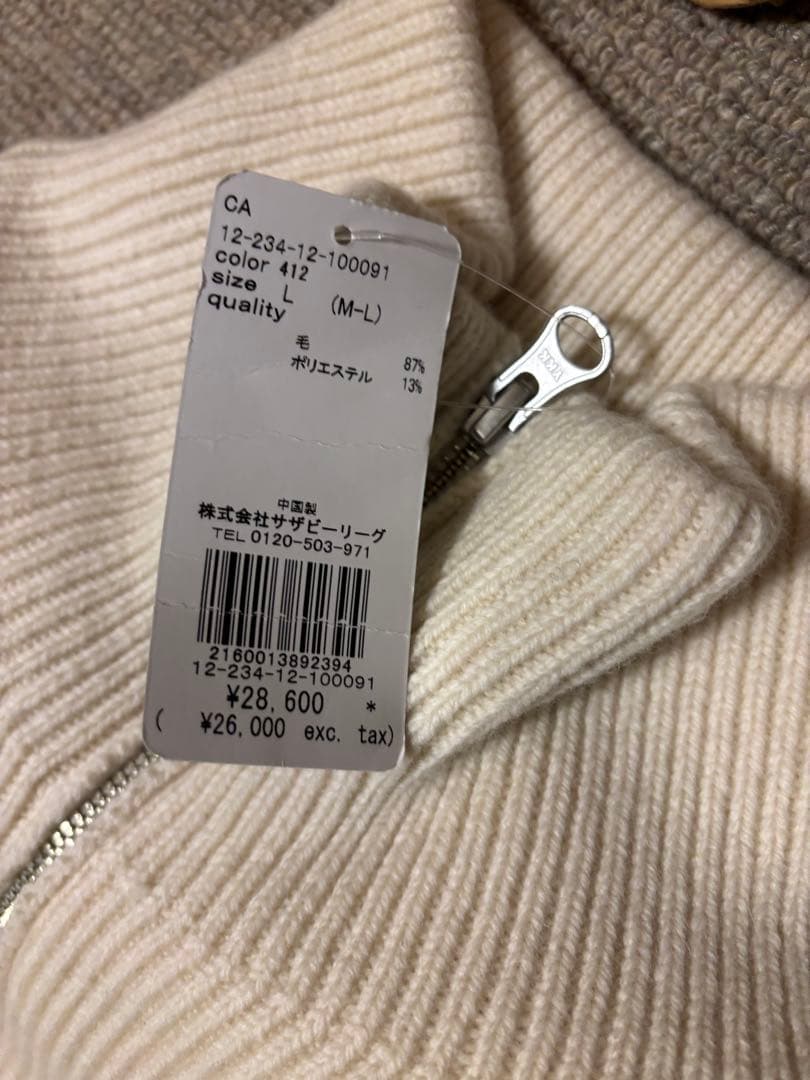 CA
12-234-12-100091
color 412
size L (M-L)
quality
毛 87%
ポリエステル 13%
中国製
株式会社サザビーリーグ
TEL 0120-503-971
2160013892394
12-234-12-100091
¥28,600 *
( ¥26,000 exc. tax)
YKK